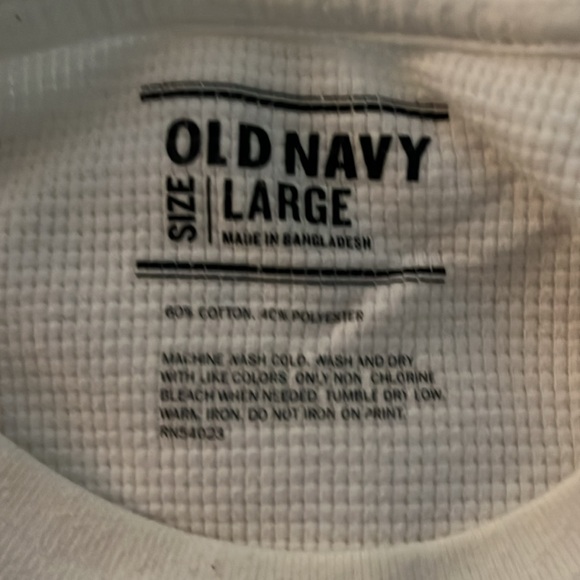 OLD NAVY
SIZE LARGE
MADE IN BANGLADESH
60% COTTON, 40% POLYESTER
MACHINE WASH COLD. WASH AND DRY
WITH LIKE COLORS. ONLY NON CHLORINE
BLEACH WHEN NEEDED. TUMBLE DRY LOW.
WARM IRON. DO NOT IRON ON PRINT.
RN54023